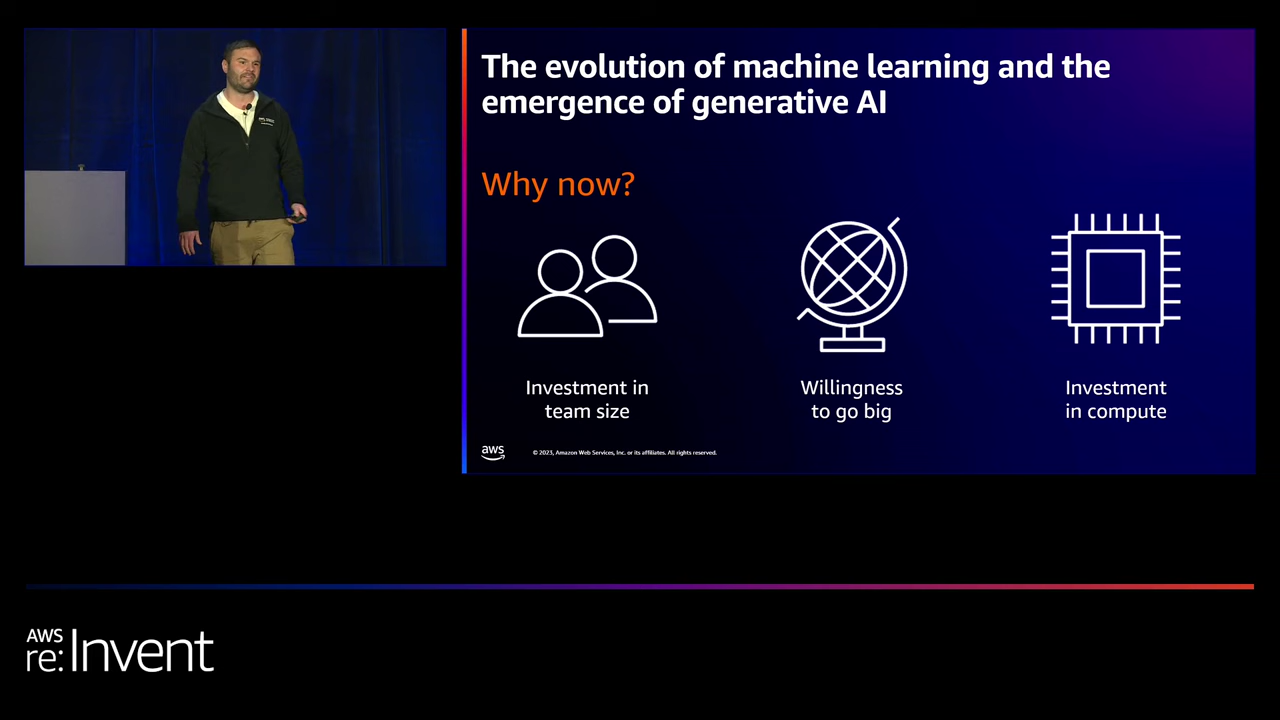 The evolution of machine learning and the
emergence of generative AI
Why now?
Investment in
team size
Willingness
to go big
Investment
in compute
aws
© 2023, Amazon Web Services, Inc. or its affiliates. All rights reserved.
AWS
re:Invent